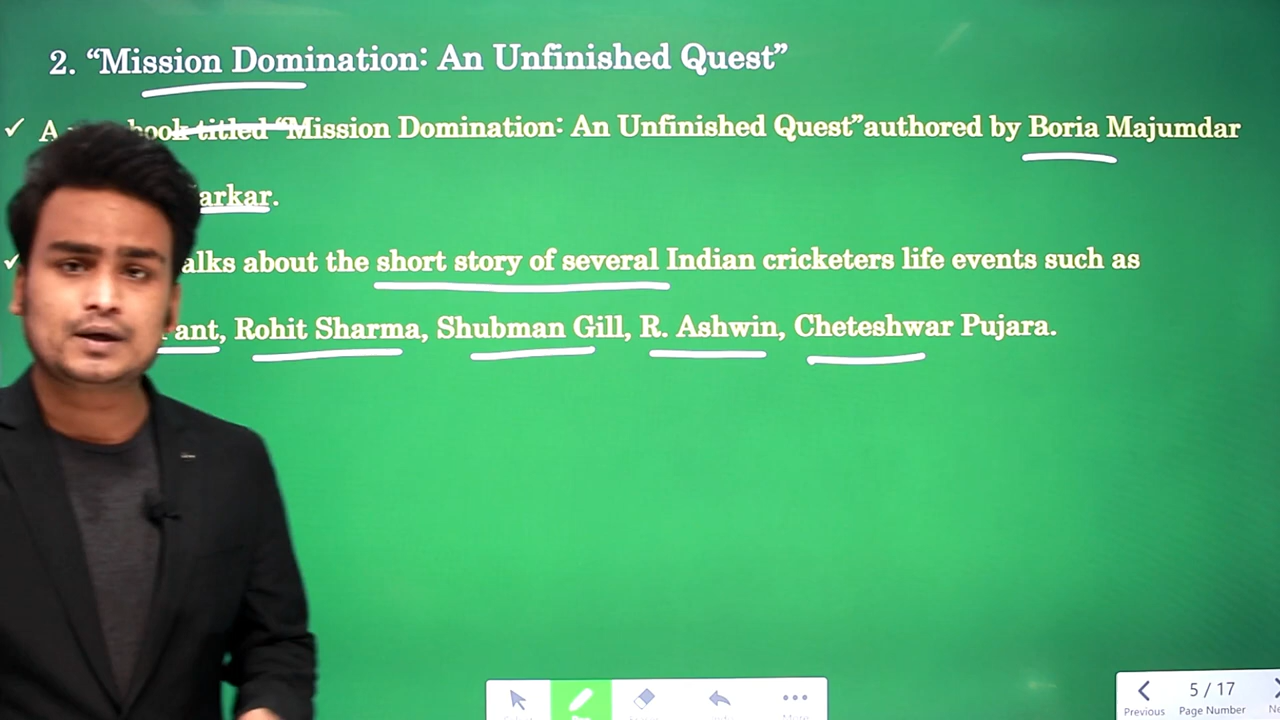 2. “Mission Domination: An Unfinished Quest”
✓ A book titled “Mission Domination: An Unfinished Quest”authored by Boria Majumdar
arkar.
✓ alks about the short story of several Indian cricketers life events such as
ant, Rohit Sharma, Shubman Gill, R. Ashwin, Cheteshwar Pujara.
5 / 17
Previous Page Number